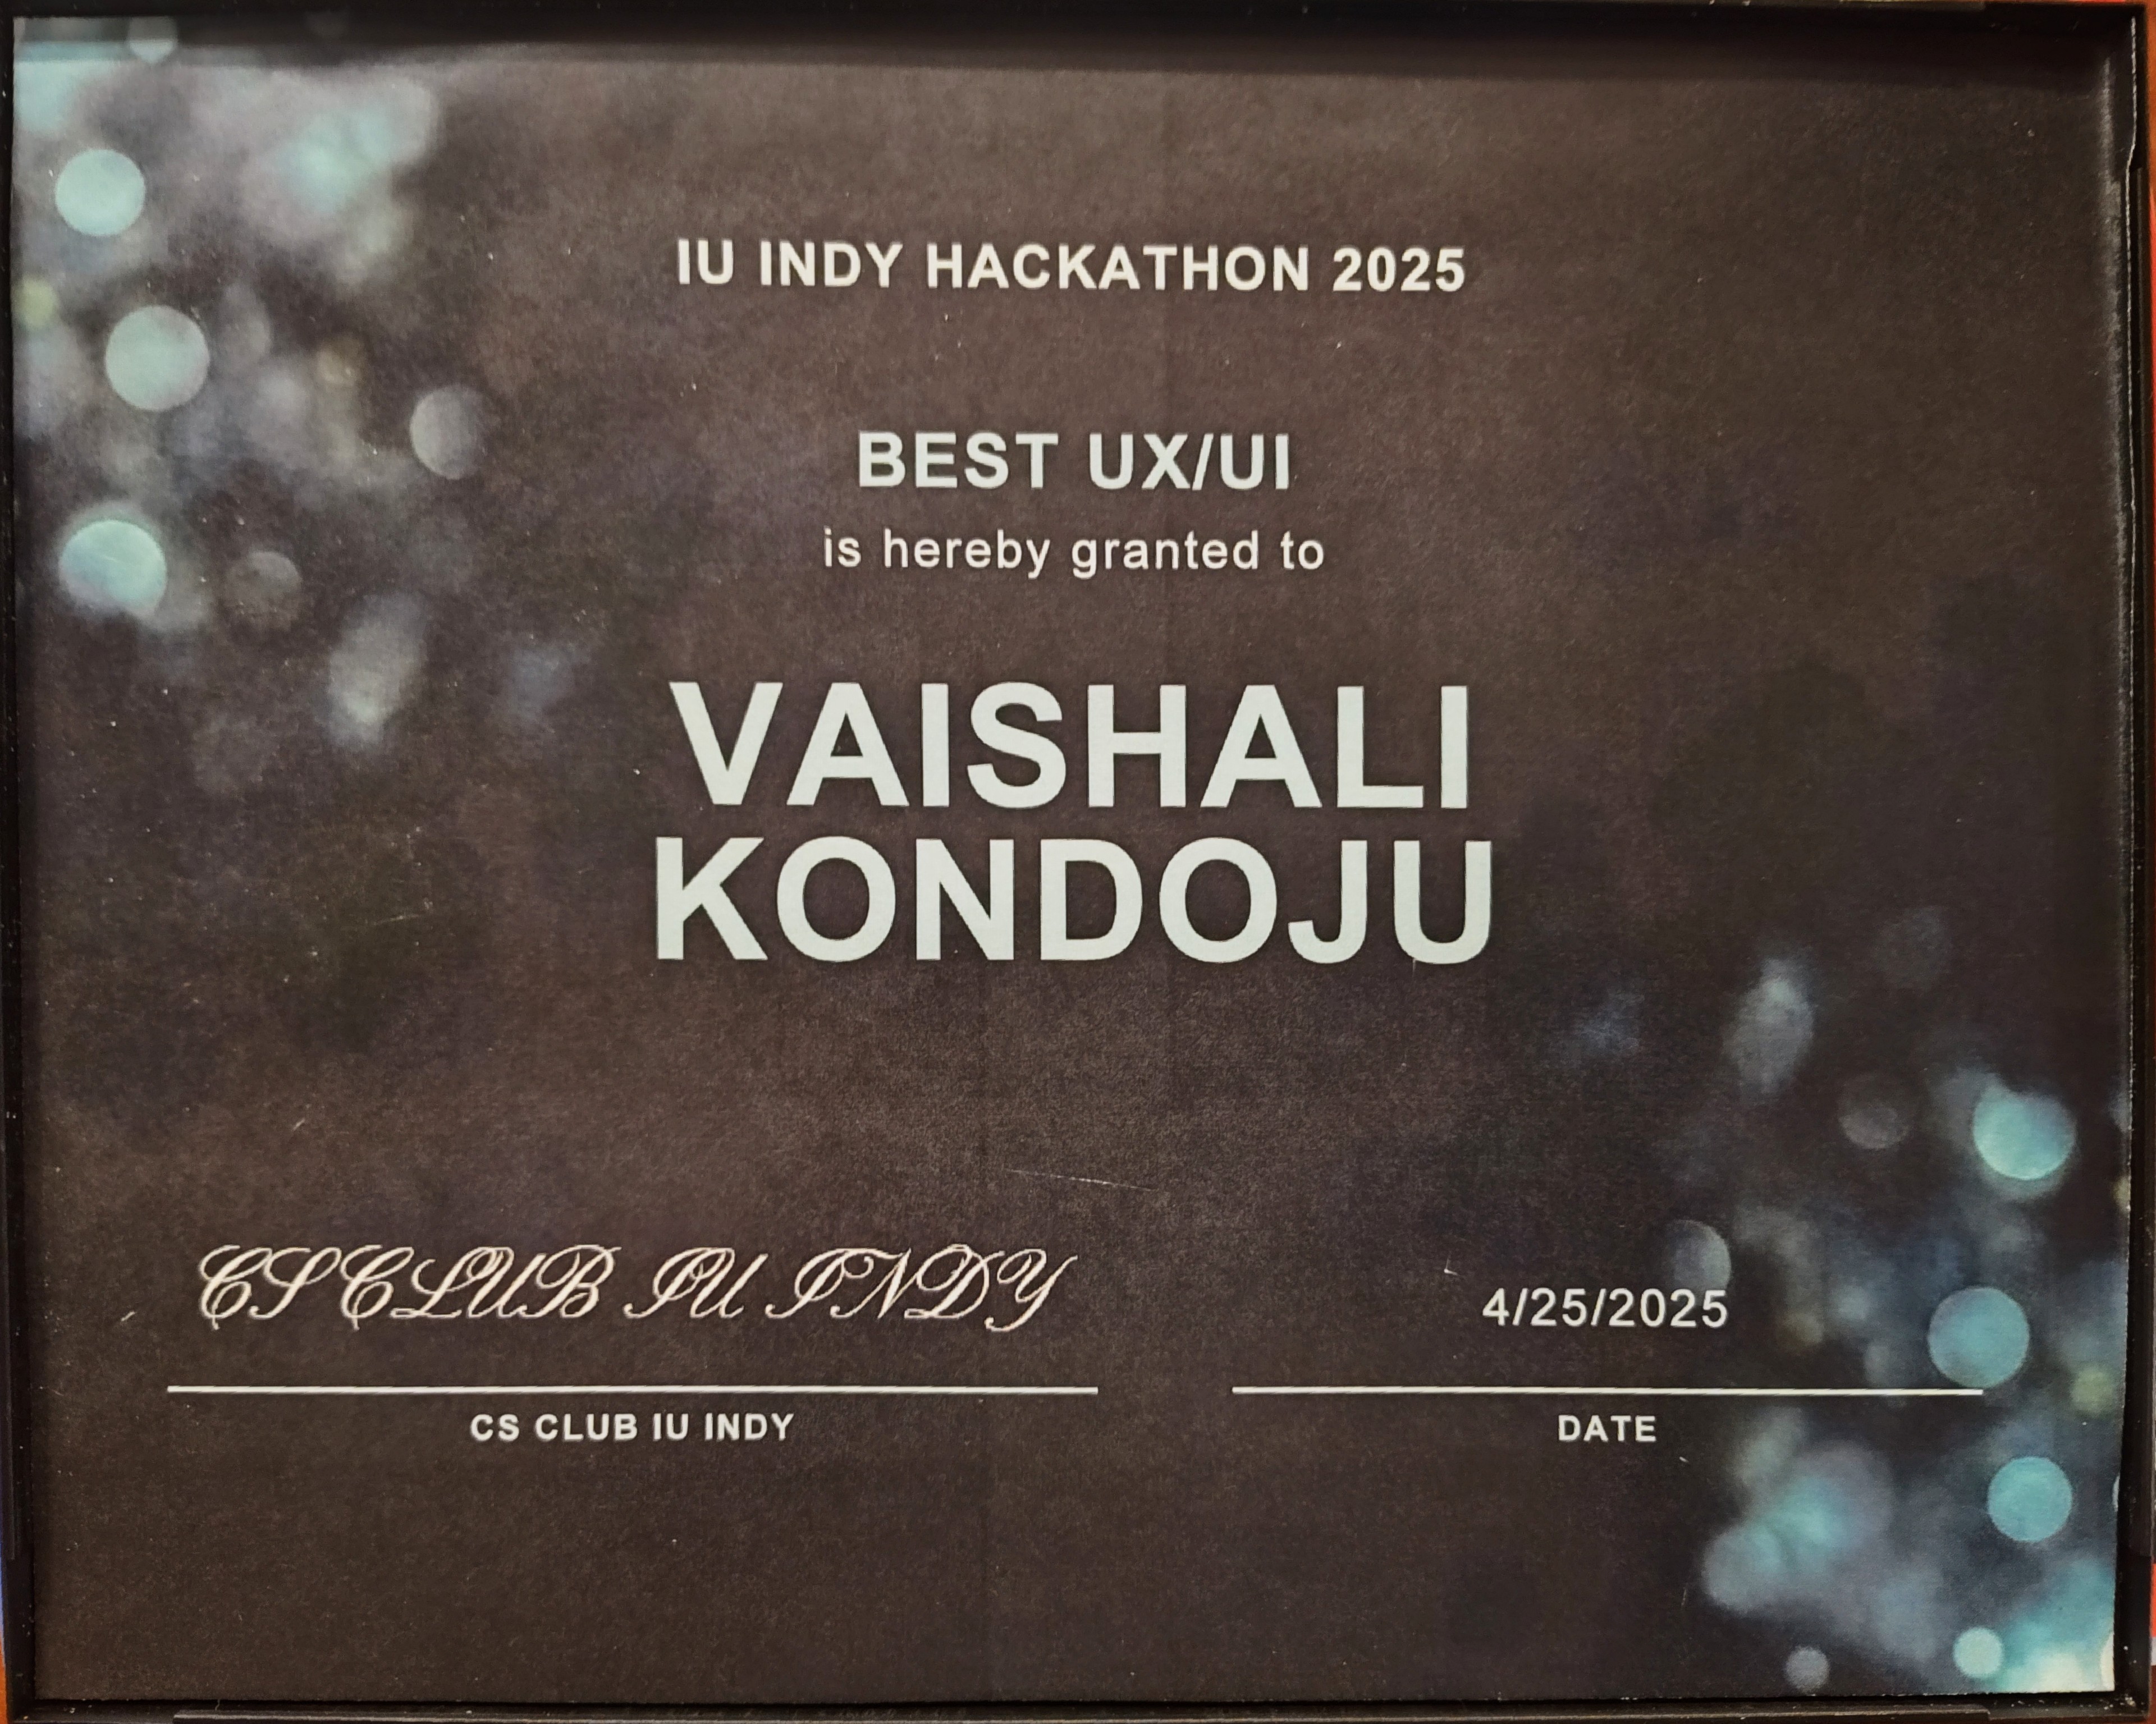 IU INDY HACKATHON 2025
BEST UX/UI
is hereby granted to
VAISHALI
KONDOJU
CS CLUB IU INDY
4/25/2025
CS CLUB IU INDY
DATE